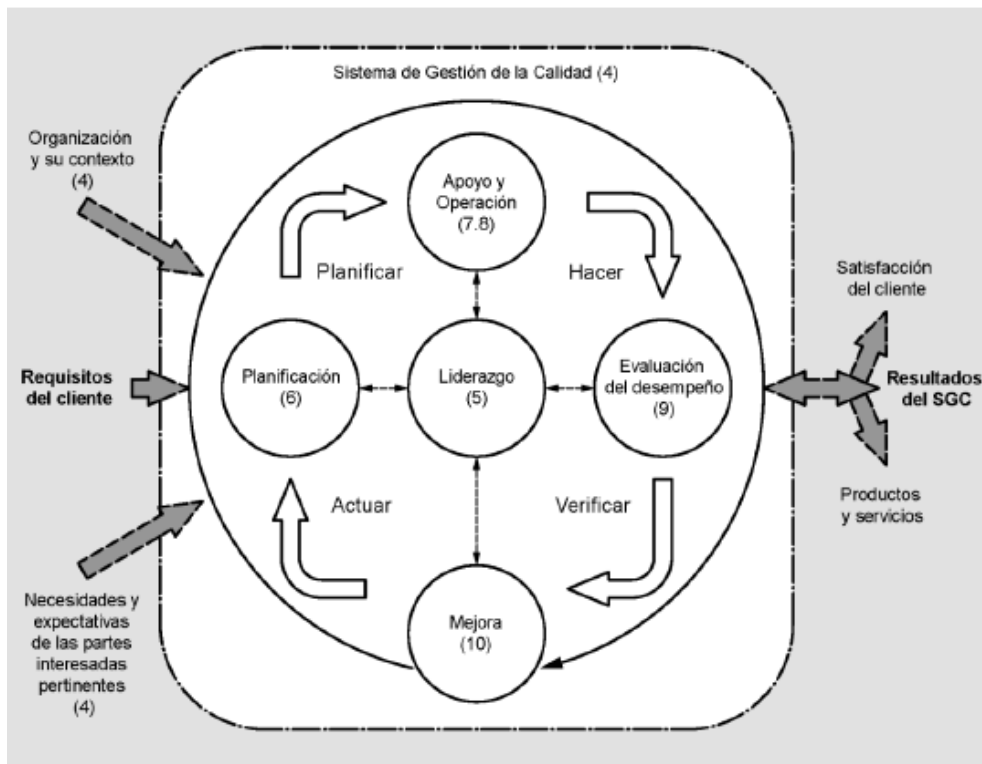 Sistema de Gestión de la Calidad (4)
Organización
y su contexto
(4)
Apoyo y
Operación
(7.8)
Planificar
Hacer
Satisfacción
del cliente
Requisitos
del cliente
Planificación
(6)
Liderazgo
(5)
Evaluación
del desempeño
(9)
Resultados
del SGC
Actuar
Verificar
Productos
y servicios
Necesidades y
expectativas
de las partes
interesadas
pertinentes
(4)
Mejora
(10)